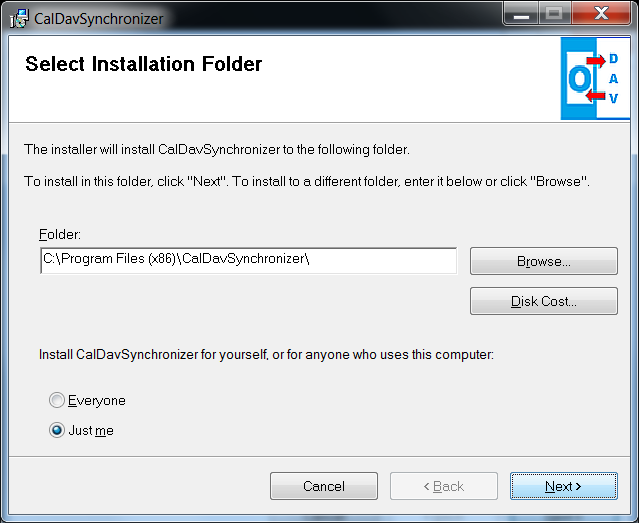 CalDavSynchronizer
Select Installation Folder
O
D
A
V
The installer will install CalDavSynchronizer to the following folder.
To install in this folder, click "Next". To install to a different folder, enter it below or click "Browse".
Folder:
C:\Program Files (x86)\CalDavSynchronizer\
Browse...
Disk Cost...
Install CalDavSynchronizer for yourself, or for anyone who uses this computer:
Everyone
Just me
Cancel
< Back
Next >